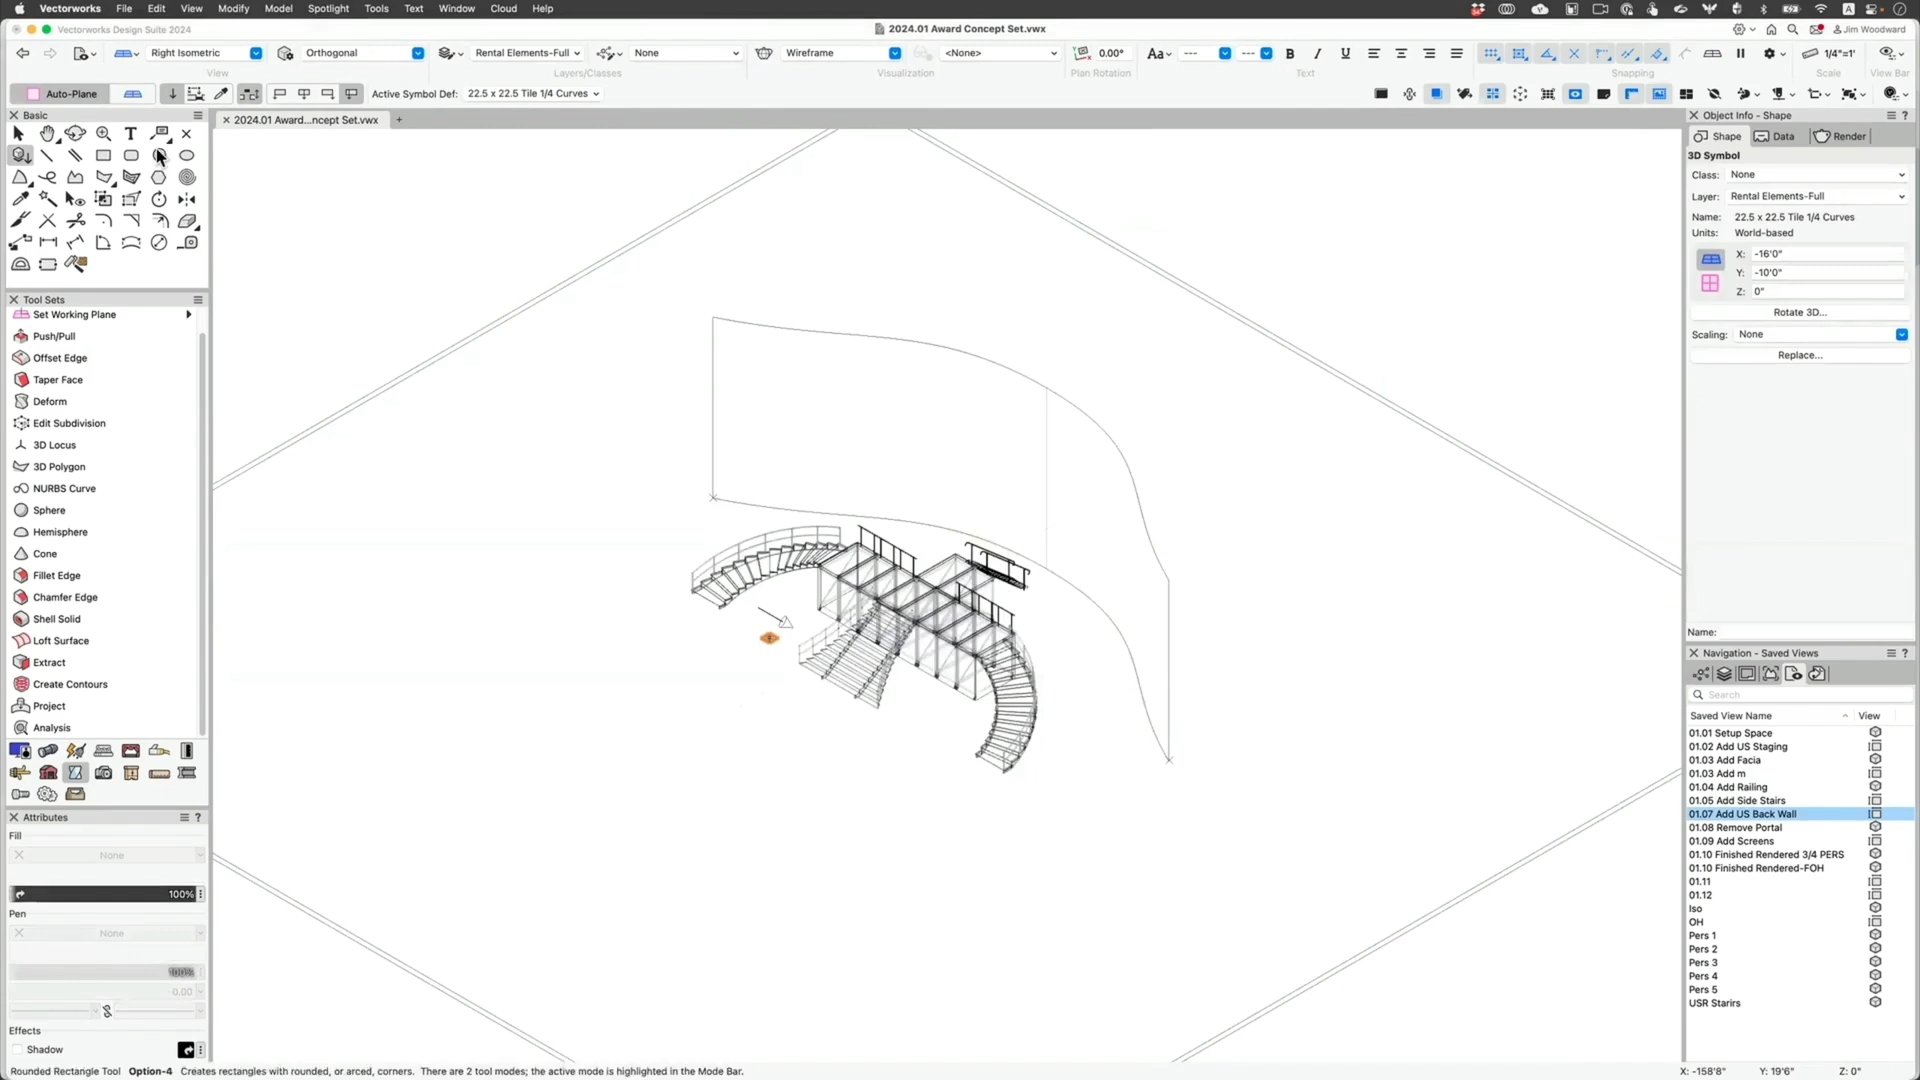 Vectorworks File Edit View Modify Model Spotlight Tools Text Window Cloud Help
Vectorworks Design Suite 2024
2024.01 Award Concept Set.vwx
Jim Woodward
Right Isometric
Orthogonal
Rental Elements-Full
None
Wireframe
<None>
0.00°
Aa
B I U
1/4"=1'
View
Layers/Classes
Visualization
Plan Rotation
Text
Snapping
Scale
View Bar
Auto-Plane
Active Symbol Def: 22.5 x 22.5 Tile 1/4 Curves
Basic
2024.01 Award...ncept Set.vwx
Tool Sets
Set Working Plane
Push/Pull
Offset Edge
Taper Face
Deform
Edit Subdivision
3D Locus
3D Polygon
NURBS Curve
Sphere
Hemisphere
Cone
Fillet Edge
Chamfer Edge
Shell Solid
Loft Surface
Extract
Create Contours
Project
Analysis
Attributes
Fill
None
100%
Pen
None
100%
0.00
Effects
Shadow
Object Info - Shape
Shape Data Render
3D Symbol
Class: None
Layer: Rental Elements-Full
Name: 22.5 x 22.5 Tile 1/4 Curves
Units: World-based
X: -16'0"
Y: -10'0"
Z: 0"
Rotate 3D...
Scaling: None
Replace...
Name:
Navigation - Saved Views
Search
Saved View Name View
01.01 Setup Space
01.02 Add US Staging
01.03 Add Facia
01.03 Add m
01.04 Add Railing
01.05 Add Side Stairs
01.07 Add US Back Wall
01.08 Remove Portal
01.09 Add Screens
01.10 Finished Rendered 3/4 PERS
01.10 Finished Rendered-FOH
01.11
01.12
Iso
OH
Pers 1
Pers 2
Pers 3
Pers 4
Pers 5
USR Starirs
Rounded Rectangle Tool Option-4 Creates rectangles with rounded, or arced, corners. There are 2 tool modes; the active mode is highlighted in the Mode Bar.
X: -158'8" Y: 19'6" Z: 0"